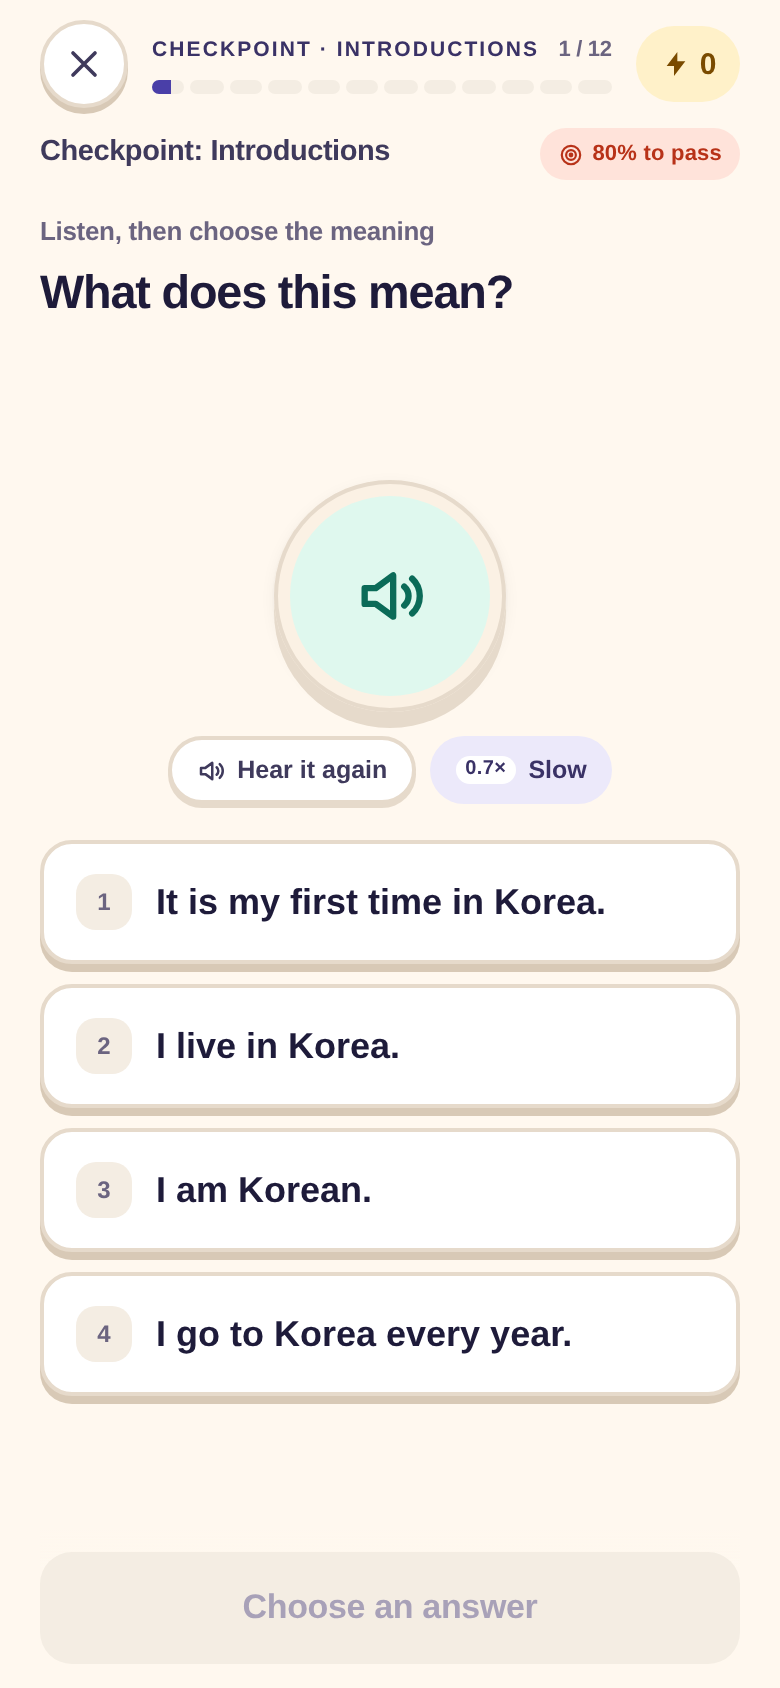 CHECKPOINT · INTRODUCTIONS 1 / 12
0
Checkpoint: Introductions
80% to pass
Listen, then choose the meaning
What does this mean?
Hear it again
0.7× Slow
1 It is my first time in Korea.
2 I live in Korea.
3 I am Korean.
4 I go to Korea every year.
Choose an answer